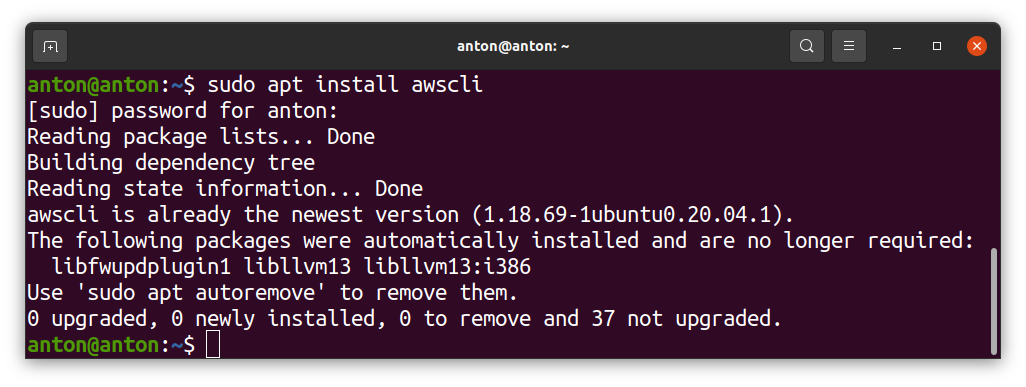 anton@anton: ~
anton@anton:~$ sudo apt install awscli
[sudo] password for anton:
Reading package lists... Done
Building dependency tree
Reading state information... Done
awscli is already the newest version (1.18.69-1ubuntu0.20.04.1).
The following packages were automatically installed and are no longer required:
  libfwupdplugin1 libllvm13 libllvm13:i386
Use 'sudo apt autoremove' to remove them.
0 upgraded, 0 newly installed, 0 to remove and 37 not upgraded.
anton@anton:~$